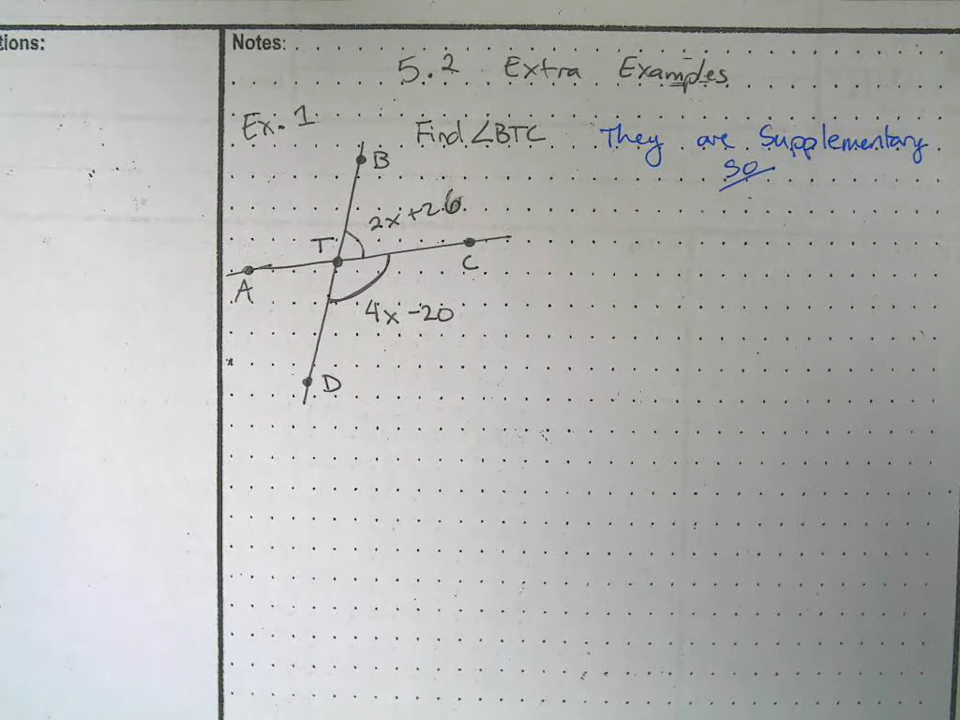 tions:
Notes:
5.2 Extra Examples
Ex. 1
Find ∠BTC They are Supplementary
so
B
2x+26
T
C
A
4x-20
D